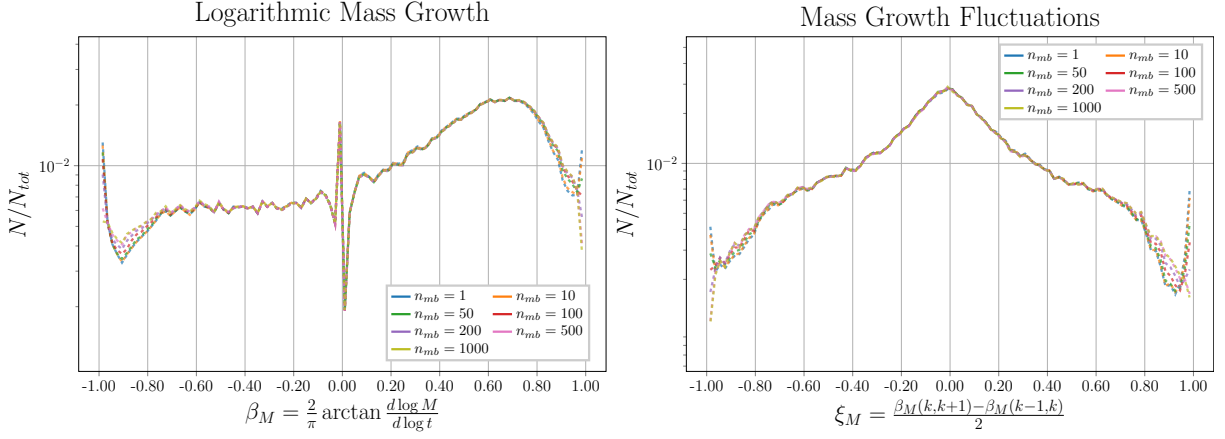 Logarithmic Mass Growth
N/N_{tot}
10^{-2}
n_{mb} = 1
n_{mb} = 10
n_{mb} = 50
n_{mb} = 100
n_{mb} = 200
n_{mb} = 500
n_{mb} = 1000
-1.00 -0.80 -0.60 -0.40 -0.20 0.00 0.20 0.40 0.60 0.80 1.00
β_M = \frac{2}{π} arctan \frac{d log M}{d log t}
Mass Growth Fluctuations
N/N_{tot}
10^{-2}
n_{mb} = 1
n_{mb} = 10
n_{mb} = 50
n_{mb} = 100
n_{mb} = 200
n_{mb} = 500
n_{mb} = 1000
-1.00 -0.80 -0.60 -0.40 -0.20 0.00 0.20 0.40 0.60 0.80 1.00
ξ_M = \frac{β_M(k,k+1)−β_M(k−1,k)}{2}